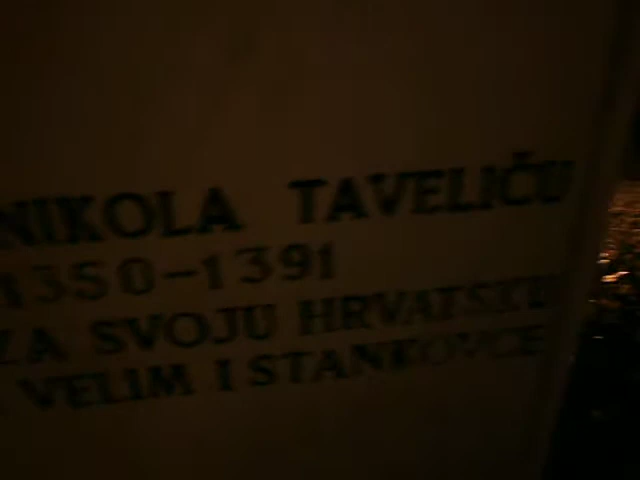 NIKOLA TAVELIĆU
1350-1391
ZA SVOJU HRVATSKU
VELIM I STANKOVCE